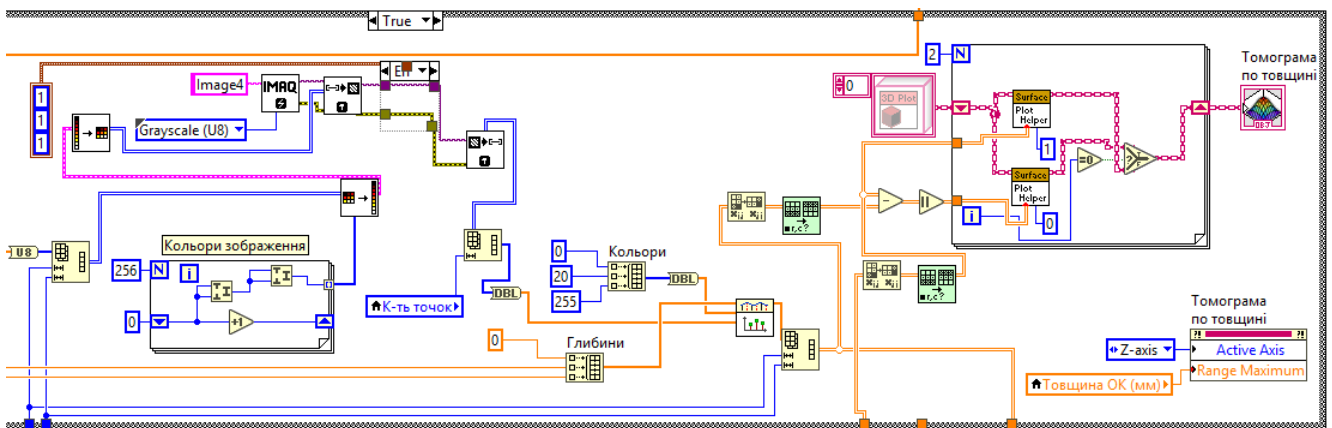 True
Image4
IMAQ
Err
Grayscale (U8)
1
1
1
U8
Кольори зображення
256
N
i
0
+1
К-ть точок
DBL
0
20
255
Кольори
DBL
0
Глибини
2
N
0
3D Plot
Surface
Plot
Helper
1
Surface
Plot
Helper
0
i
=0
?
T
F
Томограма
по товщині
OBJ
r,c?
r,c?
Томограма
по товщині
Z-axis
Active Axis
Товщина ОК (мм)
Range Maximum